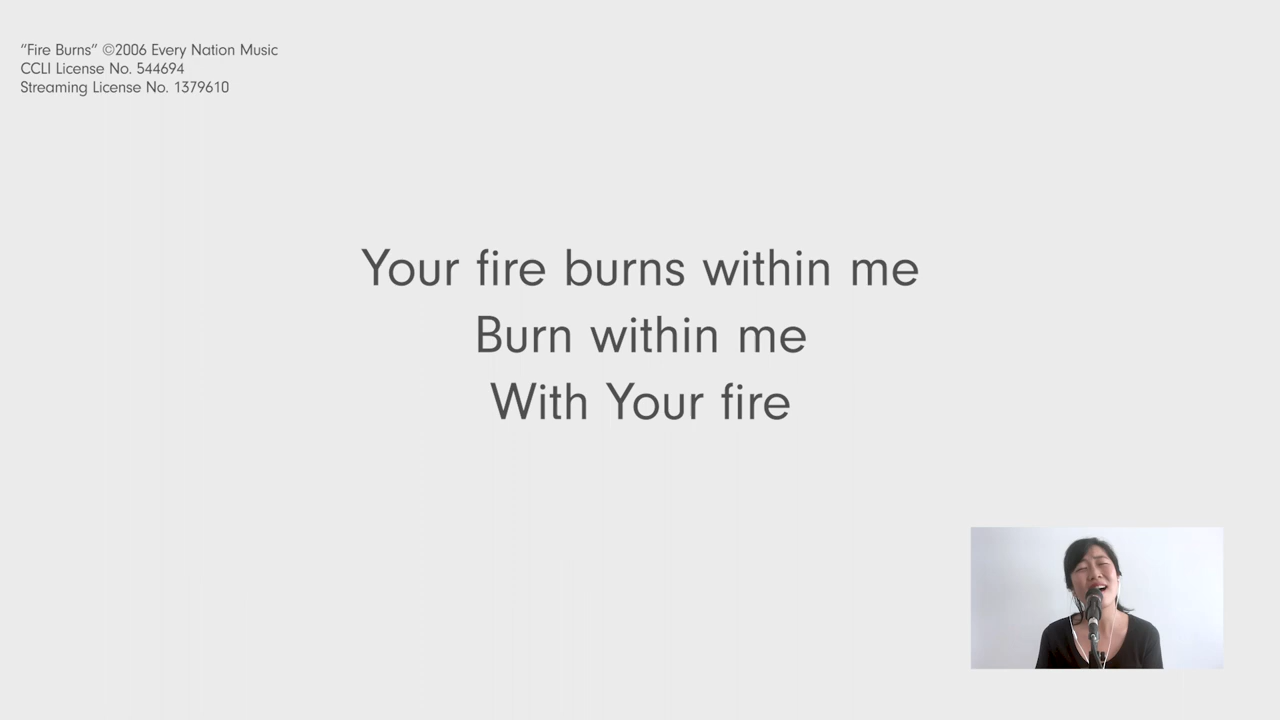 “Fire Burns” ©2006 Every Nation Music
CCLI License No. 544694
Streaming License No. 1379610
Your fire burns within me
Burn within me
With Your fire